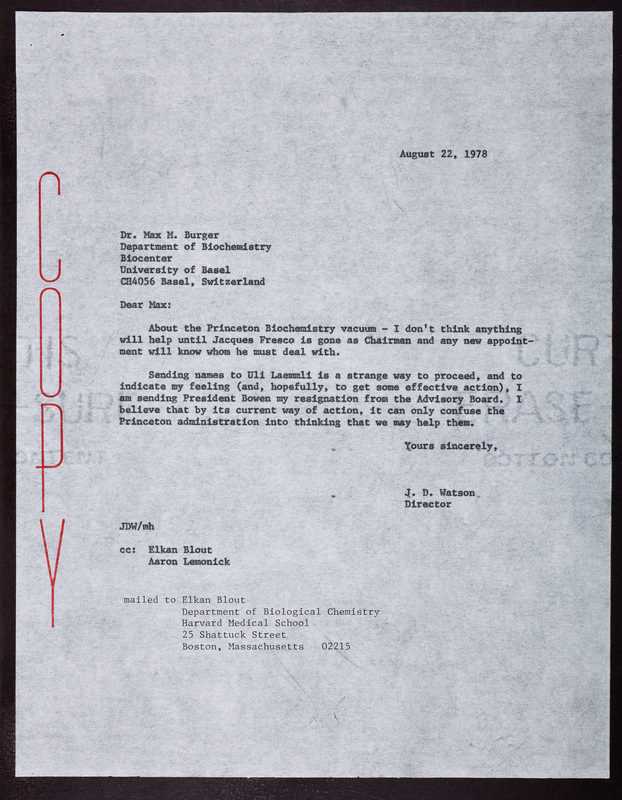 August 22, 1978
COPY
Dr. Max M. Burger
Department of Biochemistry
Biocenter
University of Basel
CH4056 Basel, Switzerland
Dear Max:
About the Princeton Biochemistry vacuum - I don't think anything
will help until Jacques Fresco is gone as Chairman and any new appoint-
ment will know whom he must deal with.
Sending names to Uli Laemmli is a strange way to proceed, and to
indicate my feeling (and, hopefully, to get some effective action), I
am sending President Bowen my resignation from the Advisory Board. I
believe that by its current way of action, it can only confuse the
Princeton administration into thinking that we may help them.
Yours sincerely,
J. D. Watson
Director
JDW/mh
cc: Elkan Blout
Aaron Lemonick
mailed to Elkan Blout
Department of Biological Chemistry
Harvard Medical School
25 Shattuck Street
Boston, Massachusetts 02215